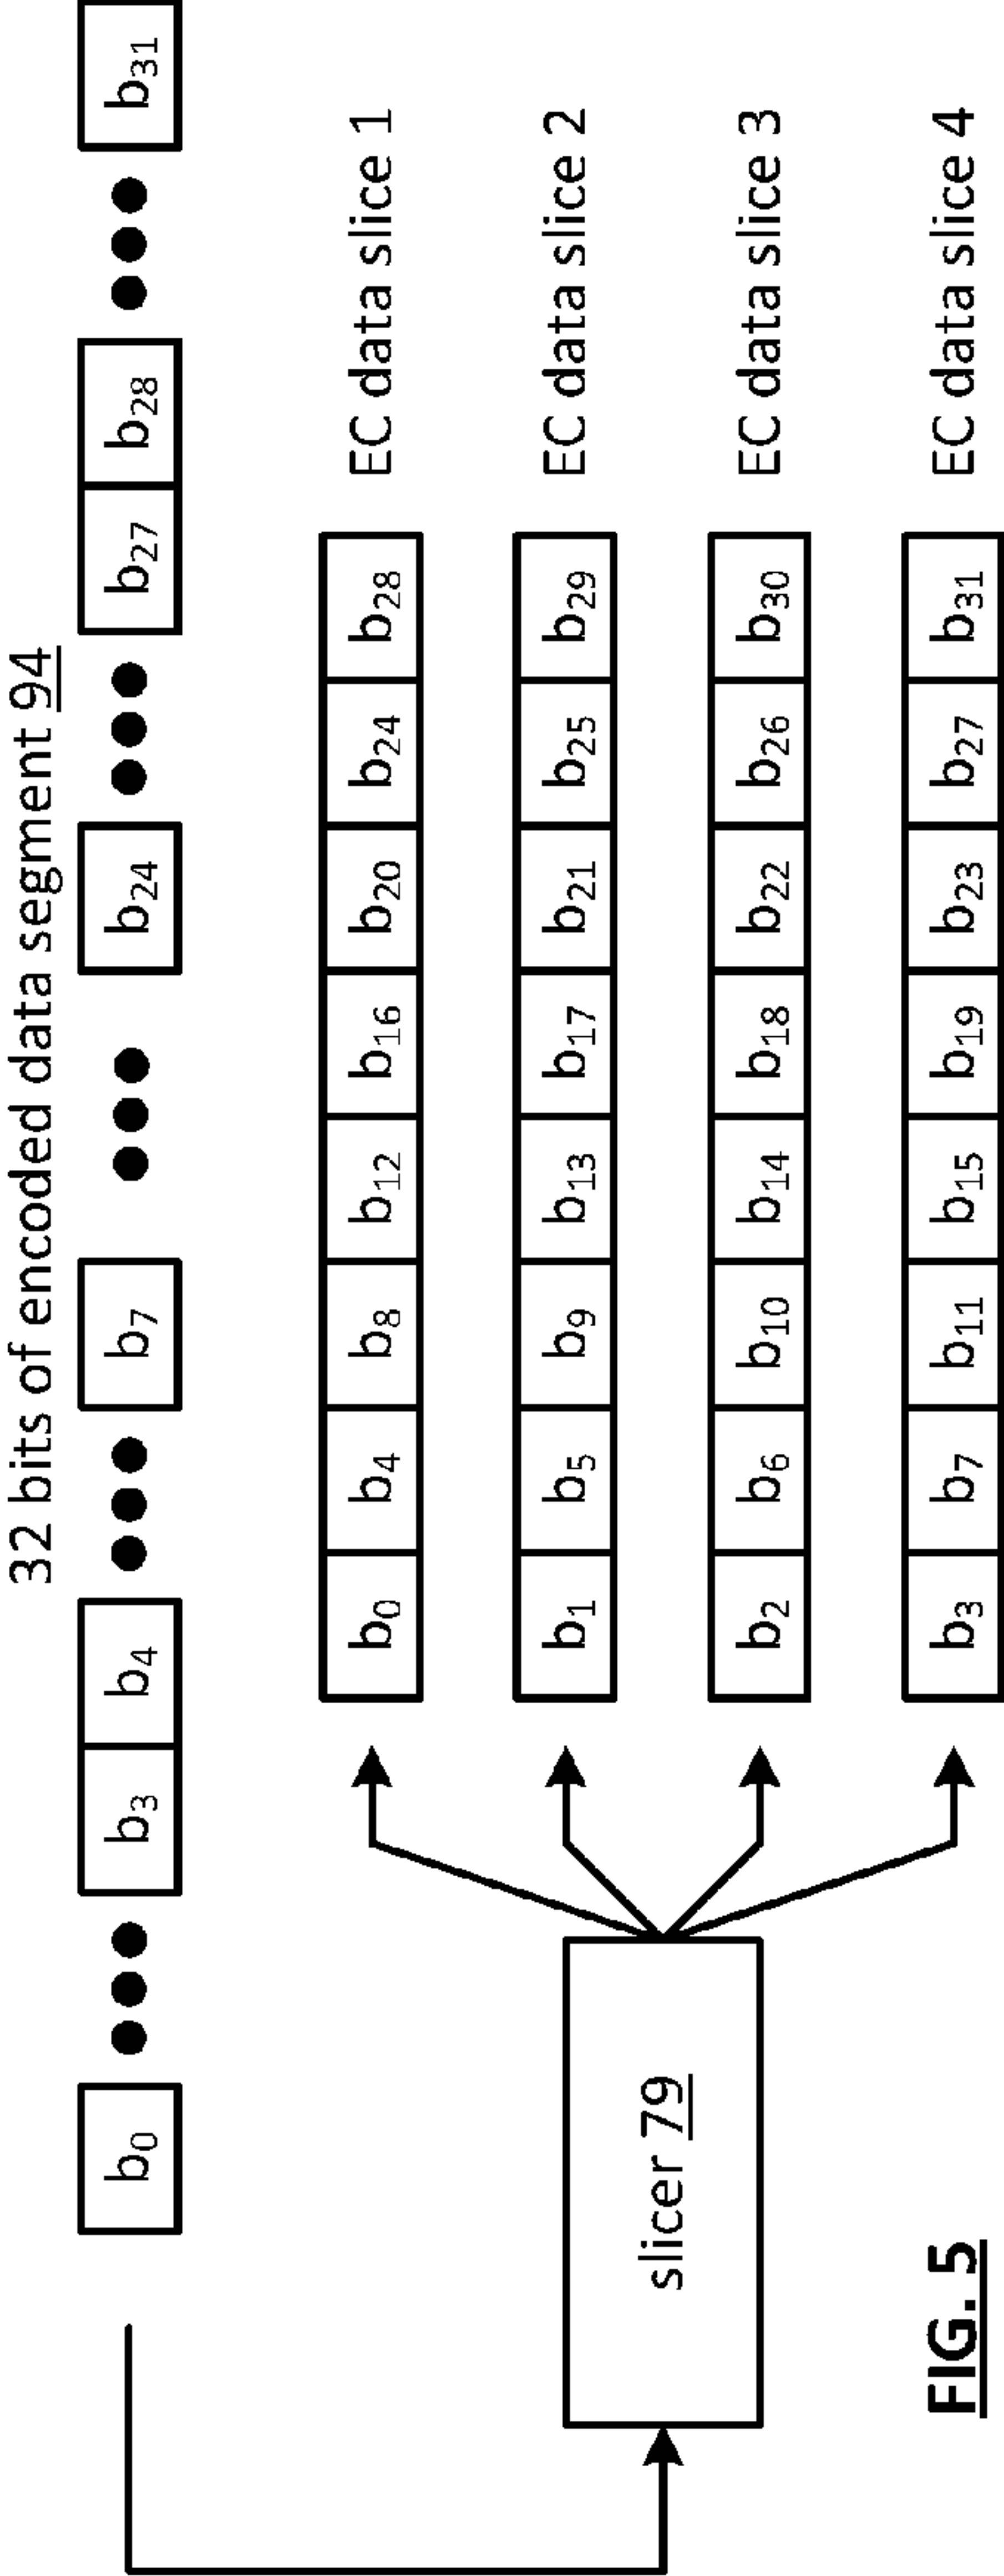 32 bits of encoded data segment 94
b0 ●●● b3 b4 ●●● b7 ●●● b24 ●●● b27 b28 ●●● b31
b0 b4 b8 b12 b16 b20 b24 b28 EC data slice 1
b1 b5 b9 b13 b17 b21 b25 b29 EC data slice 2
slicer 79
b2 b6 b10 b14 b18 b22 b26 b30 EC data slice 3
b3 b7 b11 b15 b19 b23 b27 b31 EC data slice 4
FIG. 5